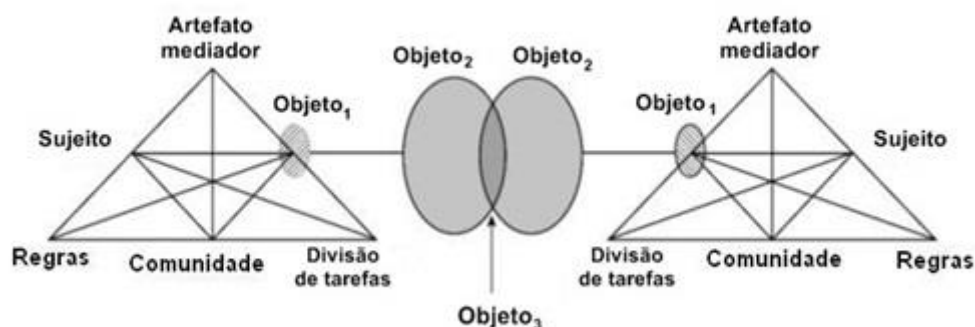 Artefato
mediador
Objeto₂
Objeto₂
Artefato
mediador
Objeto₁
Objeto₁
Sujeito
Sujeito
Regras
Comunidade
Divisão
de tarefas
Divisão
de tarefas
Comunidade
Regras
Objeto₃